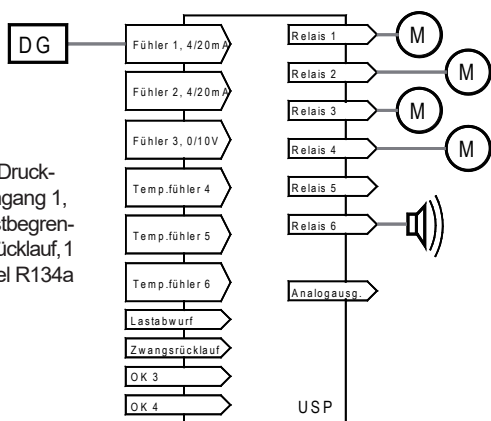 DG
Fühler 1, 4/20mA
Fühler 2, 4/20mA
Fühler 3, 0/10V
Temp.fühler 4
Temp.fühler 5
Temp.fühler 6
Lastabwurf
Zwangsrücklauf
OK 3
OK 4
Relais 1
Relais 2
Relais 3
Relais 4
Relais 5
Relais 6
Analogausg.
USP
M
M
M
M
Druck-
gang 1,
stbegren-
ücklauf, 1
el R134a